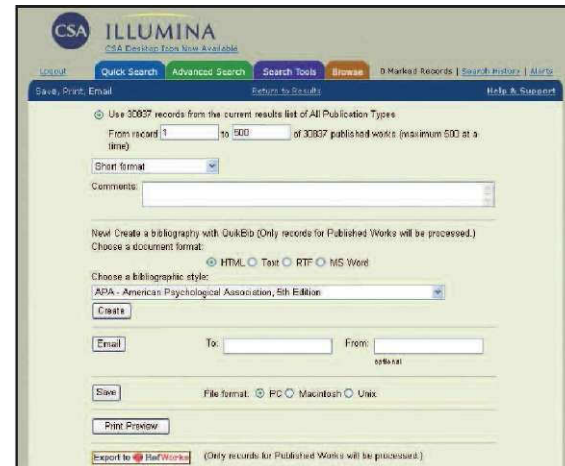 CSA ILLUMINA
CSA Desktop Icon Now Available
Logout Quick Search Advanced Search Search Tools Browse 0 Marked Records | Search History | Alerts
Save, Print, Email Return to Results Help & Support
Use 30837 records from the current results list of All Publication Types
From record 1 to 500 of 30837 published works (maximum 500 at a
time)
Short format
Comments:
New! Create a bibliography with QuikBib (Only records for Published Works will be processed.)
Choose a document format:
HTML Text RTF MS Word
Choose a bibliographic style:
APA - American Psychological Association, 5th Edition
Create
Email To: From:
optional
Save File format: PC Macintosh Unix
Print Preview
Export to RefWorks (Only records for Published Works will be processed.)